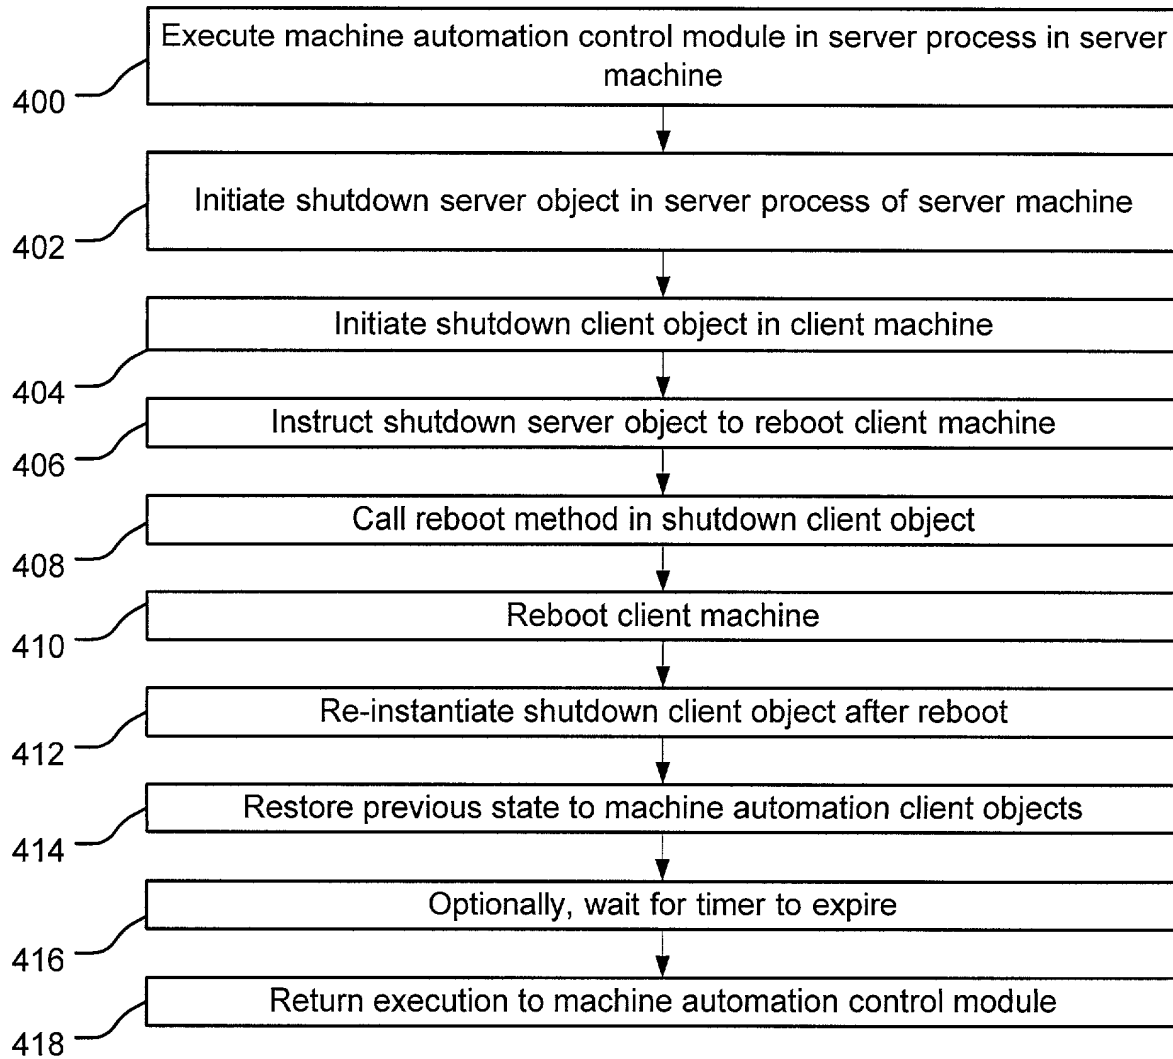 Execute machine automation control module in server process in server
machine
400
Initiate shutdown server object in server process of server machine
402
Initiate shutdown client object in client machine
404
Instruct shutdown server object to reboot client machine
406
Call reboot method in shutdown client object
408
Reboot client machine
410
Re-instantiate shutdown client object after reboot
412
Restore previous state to machine automation client objects
414
Optionally, wait for timer to expire
416
Return execution to machine automation control module
418